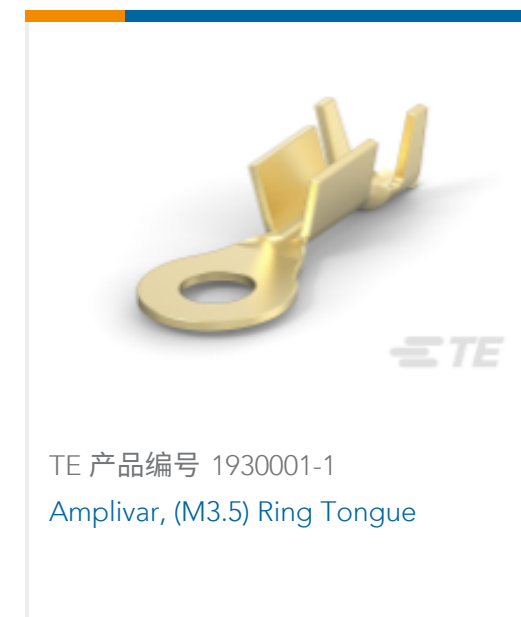 TE
TE 产品编号 1930001-1
Amplivar, (M3.5) Ring Tongue